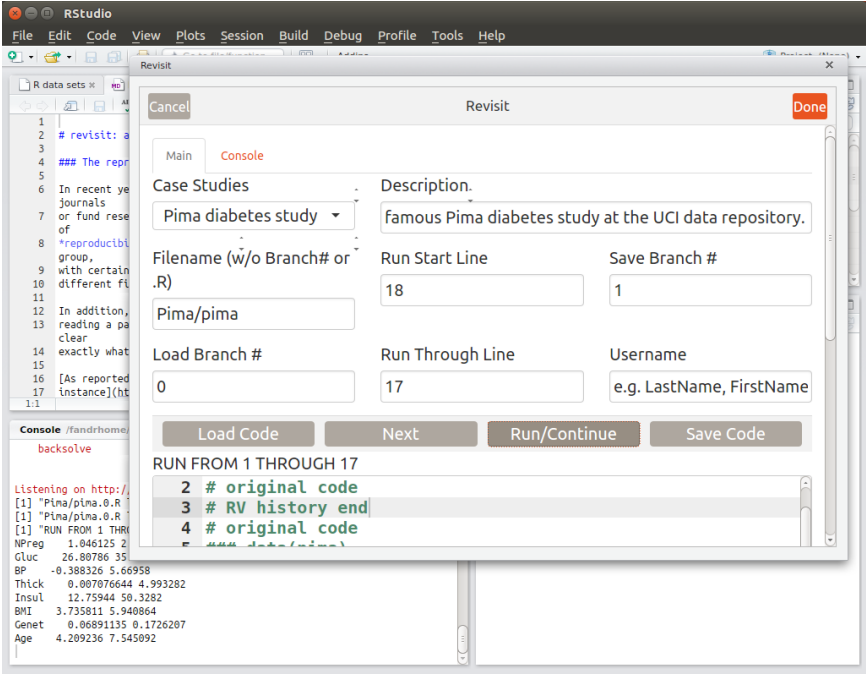 RStudio
File Edit Code View Plots Session Build Debug Profile Tools Help
Revisit
R data sets
MD
1
2 # revisit: a
3
4 ### The repr
5
6 In recent ye
journals
7 or fund rese
of
8 *reproducibi
group,
9 with certain
10 different fi
11
12 In addition,
13 reading a pa
clear
14 exactly what
15
16 [As reported
17 instance](ht
1:1
Cancel
Revisit
Done
Main
Console
Case Studies
Description
Pima diabetes study
famous Pima diabetes study at the UCI data repository.
Filename (w/o Branch# or
.R)
Run Start Line
Save Branch #
18
1
Pima/pima
Load Branch #
Run Through Line
Username
0
17
e.g. LastName, FirstName
Load Code
Next
Run/Continue
Save Code
RUN FROM 1 THROUGH 17
2 # original code
3 # RV history end
4 # original code
5 ### data(pima)
Console /fandrhome/
backsolve
Listening on http:/
[1] "Pima/pima.0.R
[1] "Pima/pima.0.R
[1] "RUN FROM 1 THRO
NPreg 1.046125 2
Gluc 26.80786 35
BP -0.388326 5.66958
Thick 0.007076644 4.993282
Insul 12.75944 50.3282
BMI 3.735811 5.940864
Genet 0.06891135 0.1726207
Age 4.209236 7.545092